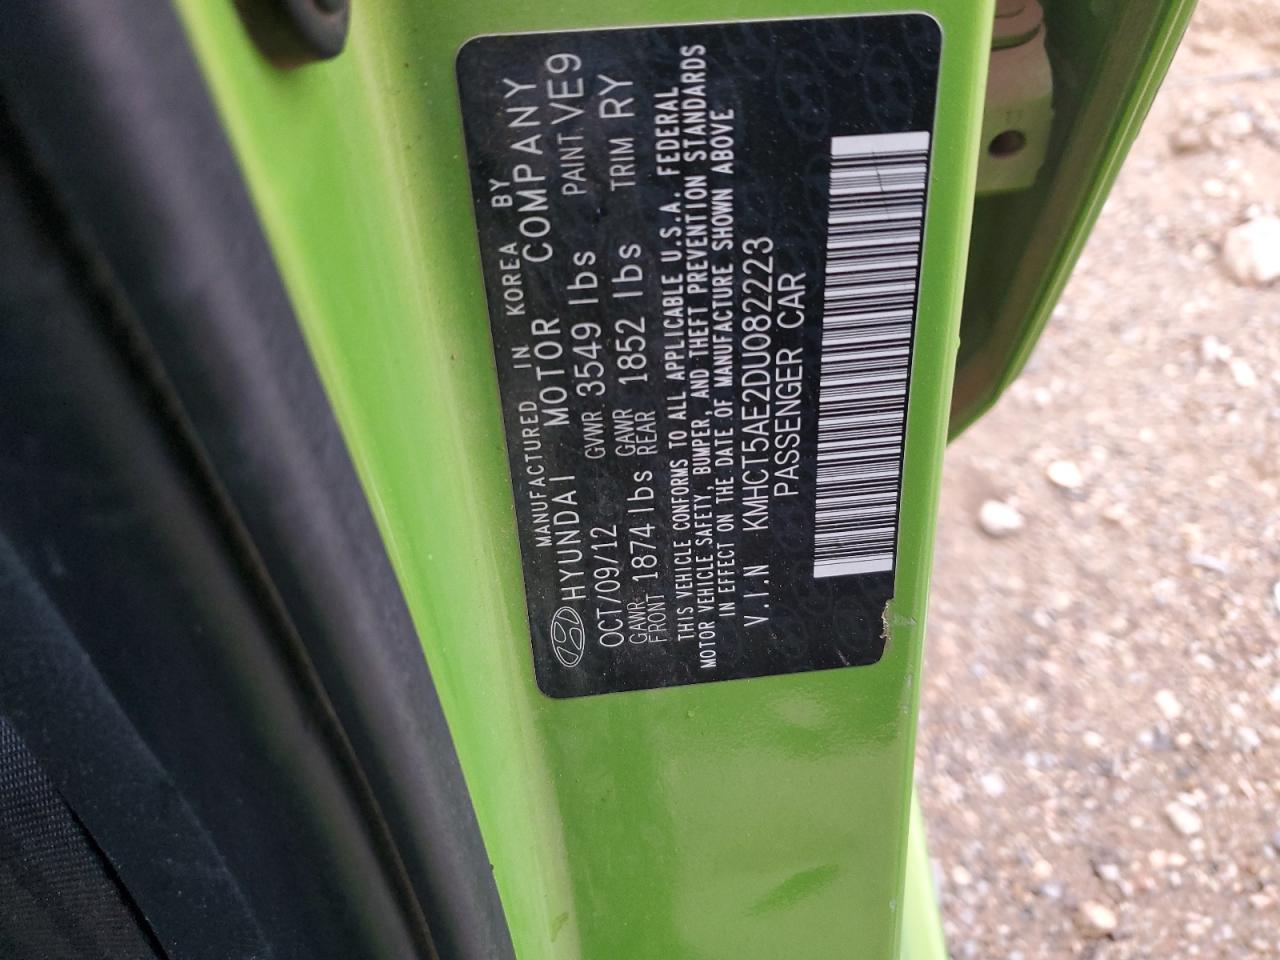 MANUFACTURED IN KOREA BY
HYUNDAI MOTOR COMPANY
OCT/09/12 GVWR 3549 lbs PAINT VE9
GAWR FRONT 1874 lbs GAWR REAR 1852 lbs TRIM RY
THIS VEHICLE CONFORMS TO ALL APPLICABLE U.S.A. FEDERAL
MOTOR VEHICLE SAFETY, BUMPER, AND THEFT PREVENTION STANDARDS
IN EFFECT ON THE DATE OF MANUFACTURE SHOWN ABOVE
V.I.N KMHCT5AE2DU082223
PASSENGER CAR